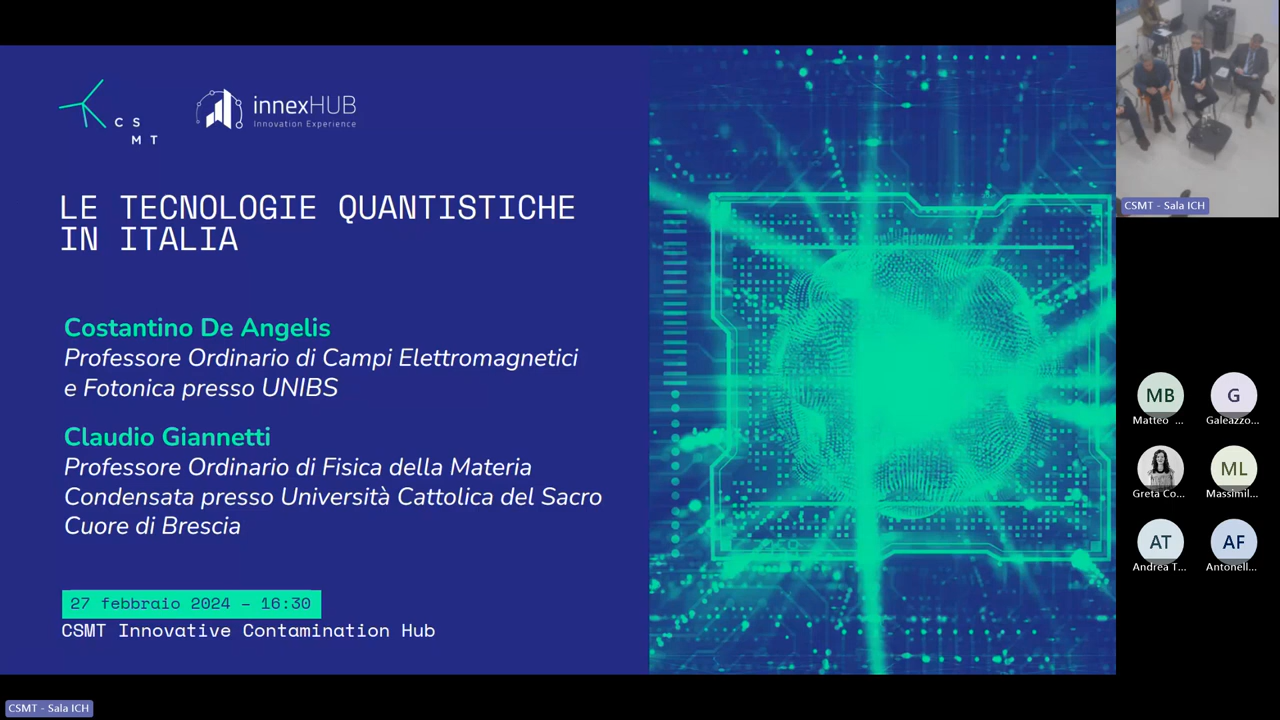 C S
M T
innexHUB
Innovation Experience
LE TECNOLOGIE QUANTISTICHE
IN ITALIA
Costantino De Angelis
Professore Ordinario di Campi Elettromagnetici
e Fotonica presso UNIBS
Claudio Giannetti
Professore Ordinario di Fisica della Materia
Condensata presso Università Cattolica del Sacro
Cuore di Brescia
27 febbraio 2024 – 16:30
CSMT Innovative Contamination Hub
CSMT - Sala ICH
CSMT - Sala ICH
MB
G
Matteo ...
Galeazzo...
ML
Greta Co...
Massimil...
AT
AF
Andrea T...
Antonell...